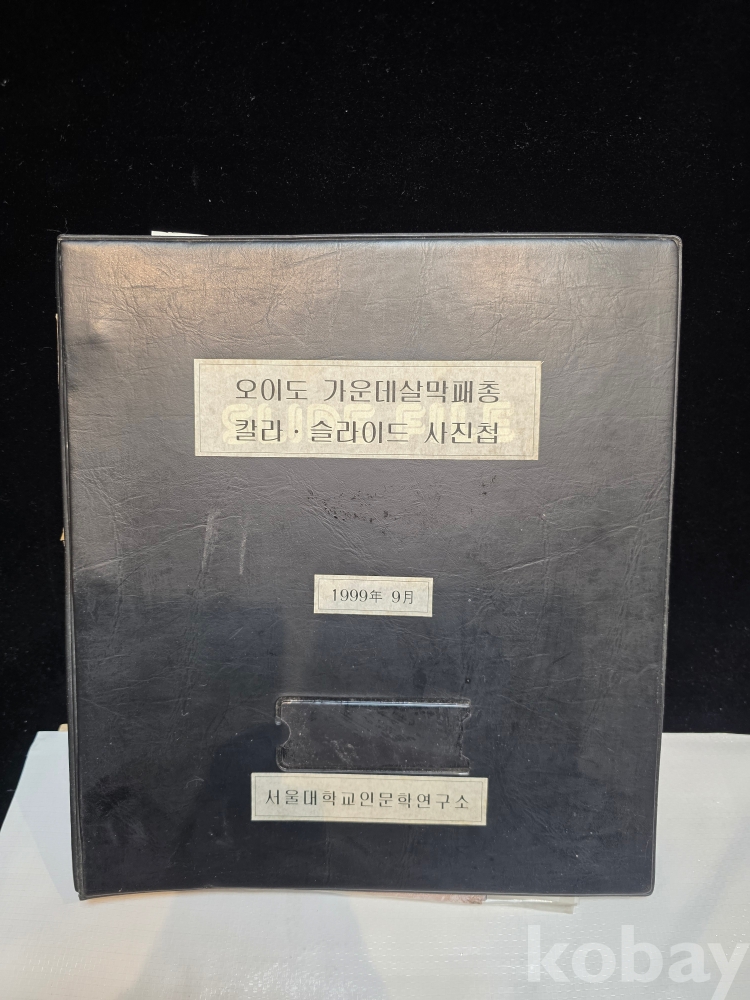 오이도 가운데살막패총
칼라·슬라이드 사진첩
SLIDE FILE
1999年 9月
서울대학교인문학연구소
kobay